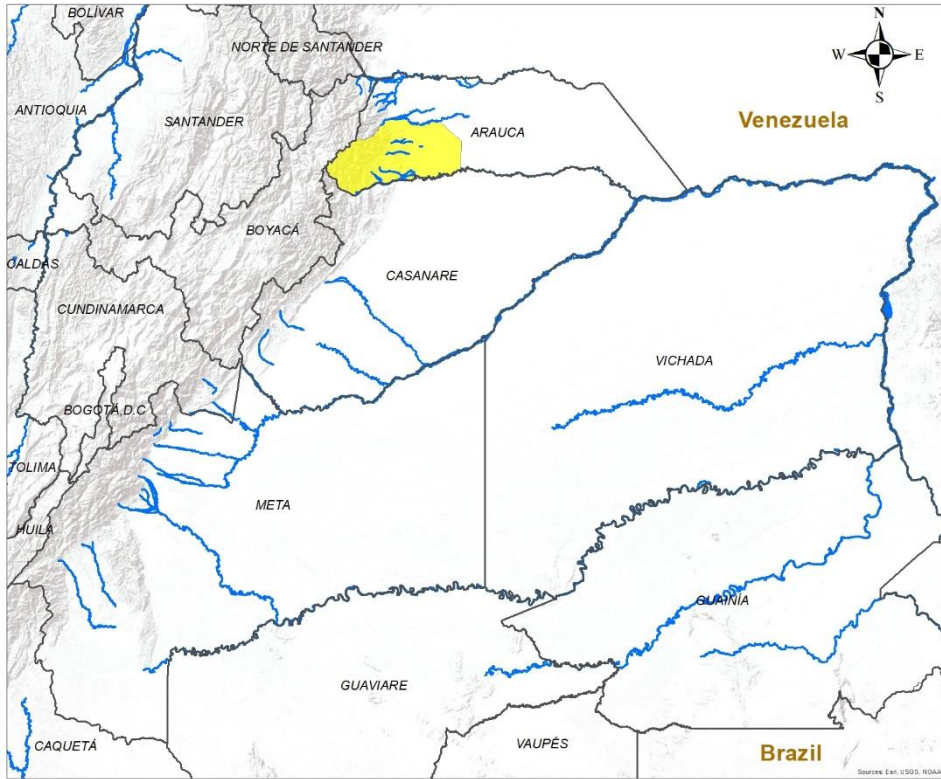 BOLÍVAR
N
NORTE DE SANTANDER
W
E
S
ANTIOQUIA
SANTANDER
Venezuela
ARAUCA
BOYACÁ
CALDAS
CASANARE
CUNDINAMARCA
VICHADA
BOGOTÁ, D.C
TOLIMA
META
HUILA
GUAINÍA
GUAVIARE
CAQUETÁ
VAUPÉS
Brazil
Sources: Esri, USGS, NOAA